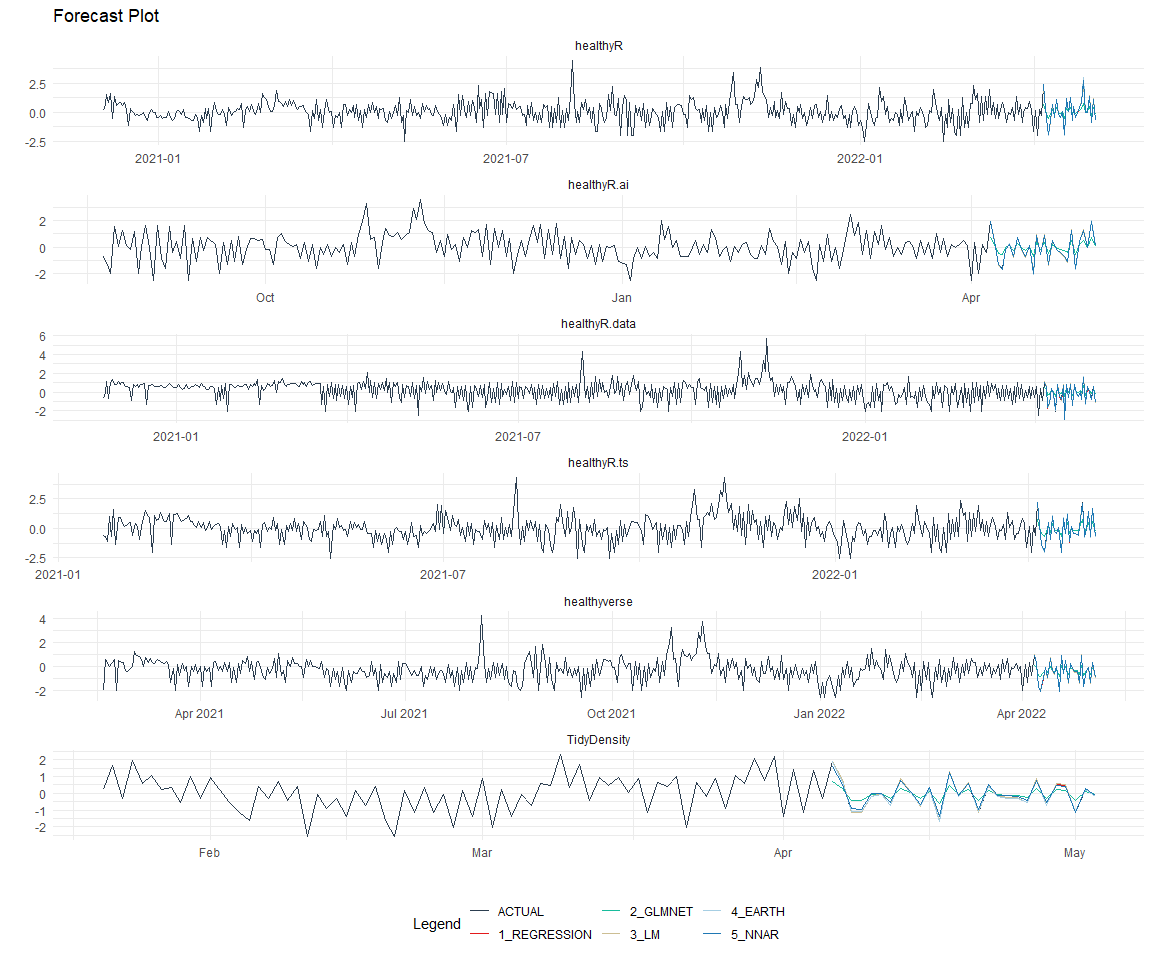 Forecast Plot
healthyR
2.5
0.0
-2.5
2021-01 2021-07 2022-01
healthyR.ai
2
0
-2
Oct Jan Apr
healthyR.data
6
4
2
0
-2
2021-01 2021-07 2022-01
healthyR.ts
2.5
0.0
-2.5
2021-01 2021-07 2022-01
healthyverse
4
2
0
-2
Apr 2021 Jul 2021 Oct 2021 Jan 2022 Apr 2022
TidyDensity
2
1
0
-1
-2
Feb Mar Apr May
Legend
ACTUAL 2_GLMNET 4_EARTH
1_REGRESSION 3_LM 5_NNAR